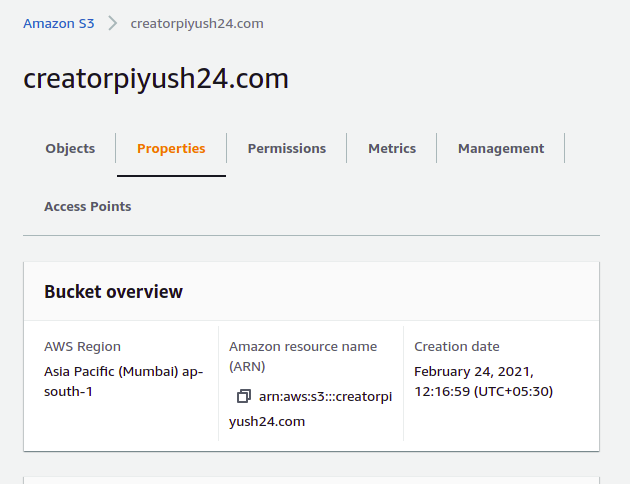 Amazon S3 > creatorpiyush24.com
creatorpiyush24.com
Objects Properties Permissions Metrics Management
Access Points
Bucket overview
AWS Region
Asia Pacific (Mumbai) ap-
south-1
Amazon resource name
(ARN)
arn:aws:s3:::creatorpi
yush24.com
Creation date
February 24, 2021,
12:16:59 (UTC+05:30)